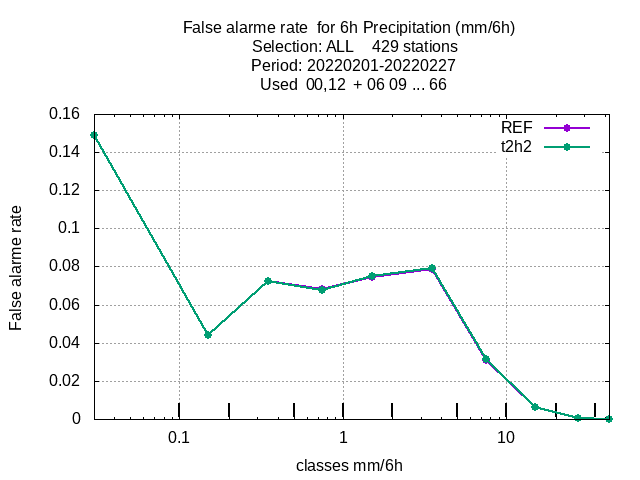 False alarme rate  for 6h Precipitation (mm/6h)
Selection: ALL    429 stations
Period: 20220201-20220227
Used  00,12  + 06 09 ... 66
0.16
0.14
0.12
0.1
0.08
0.06
0.04
0.02
0
False alarme rate
REF
t2h2
0.1
1
10
classes mm/6h